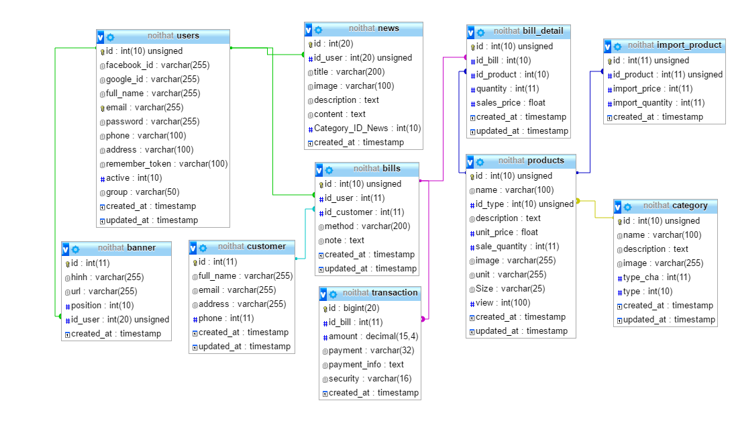 noithat users
id : int(10) unsigned
facebook_id : varchar(255)
google_id : varchar(255)
full_name : varchar(255)
email : varchar(255)
password : varchar(255)
phone : varchar(100)
address : varchar(100)
remember_token : varchar(100)
active : int(10)
group : varchar(50)
created_at : timestamp
updated_at : timestamp
noithat news
id : int(20)
id_user : int(20) unsigned
title : varchar(200)
image : varchar(100)
description : text
content : text
Category_ID_News : int(10)
created_at : timestamp
noithat bill_detail
id : int(10) unsigned
id_bill : int(10)
id_product : int(10)
quantity : int(11)
sales_price : float
created_at : timestamp
updated_at : timestamp
noithat import_product
id : int(11) unsigned
id_product : int(11) unsigned
import_price : int(11)
import_quantity : int(11)
created_at : timestamp
noithat bills
id : int(10) unsigned
id_user : int(11)
id_customer : int(11)
method : varchar(200)
note : text
created_at : timestamp
updated_at : timestamp
noithat products
id : int(10) unsigned
name : varchar(100)
id_type : int(10) unsigned
description : text
unit_price : float
sale_quantity : int(11)
image : varchar(255)
unit : varchar(255)
Size : varchar(25)
view : int(100)
created_at : timestamp
updated_at : timestamp
noithat category
id : int(10) unsigned
name : varchar(100)
description : text
image : varchar(255)
type_cha : int(11)
type : int(10)
created_at : timestamp
updated_at : timestamp
noithat banner
id : int(11)
hinh : varchar(255)
url : varchar(255)
position : int(10)
id_user : int(20) unsigned
created_at : timestamp
noithat customer
id : int(11)
full_name : varchar(255)
email : varchar(255)
address : varchar(255)
phone : int(11)
created_at : timestamp
updated_at : timestamp
noithat transaction
id : bigint(20)
id_bill : int(11)
amount : decimal(15,4)
payment : varchar(32)
payment_info : text
security : varchar(16)
created_at : timestamp